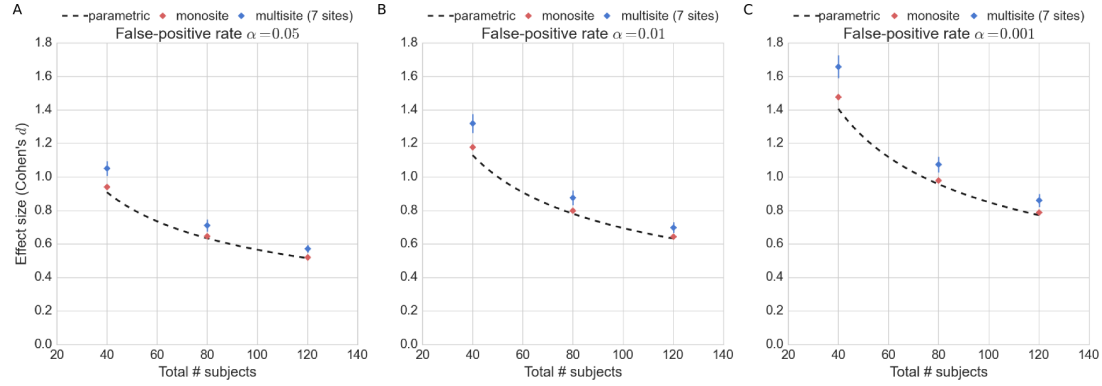 A
parametric monosite multisite (7 sites)
False-positive rate α=0.05
Effect size (Cohen's d)
1.8
1.6
1.4
1.2
1.0
0.8
0.6
0.4
0.2
0.0
20 40 60 80 100 120 140
Total # subjects
B
parametric monosite multisite (7 sites)
False-positive rate α=0.01
1.8
1.6
1.4
1.2
1.0
0.8
0.6
0.4
0.2
0.0
20 40 60 80 100 120 140
Total # subjects
C
parametric monosite multisite (7 sites)
False-positive rate α=0.001
1.8
1.6
1.4
1.2
1.0
0.8
0.6
0.4
0.2
0.0
20 40 60 80 100 120 140
Total # subjects